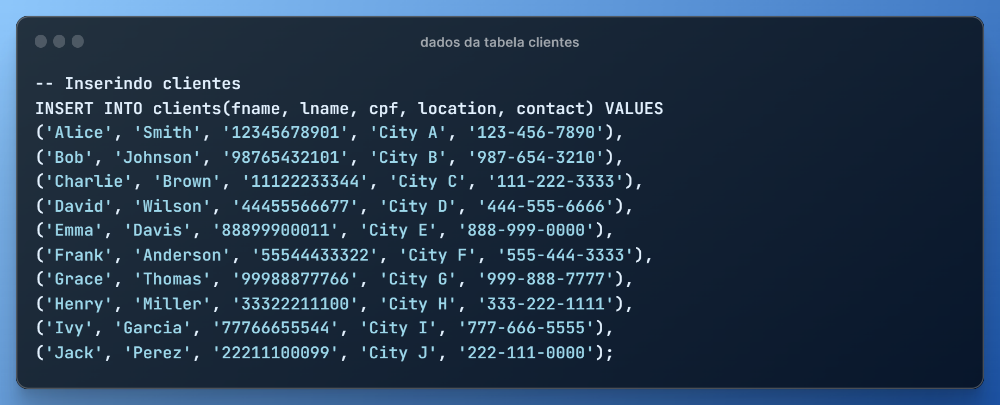 dados da tabela clientes
-- Inserindo clientes
INSERT INTO clients(fname, lname, cpf, location, contact) VALUES
('Alice', 'Smith', '12345678901', 'City A', '123-456-7890'),
('Bob', 'Johnson', '98765432101', 'City B', '987-654-3210'),
('Charlie', 'Brown', '11122233344', 'City C', '111-222-3333'),
('David', 'Wilson', '44455566677', 'City D', '444-555-6666'),
('Emma', 'Davis', '88899900011', 'City E', '888-999-0000'),
('Frank', 'Anderson', '55544433322', 'City F', '555-444-3333'),
('Grace', 'Thomas', '99988877766', 'City G', '999-888-7777'),
('Henry', 'Miller', '33322211100', 'City H', '333-222-1111'),
('Ivy', 'Garcia', '77766655544', 'City I', '777-666-5555'),
('Jack', 'Perez', '22211100099', 'City J', '222-111-0000');